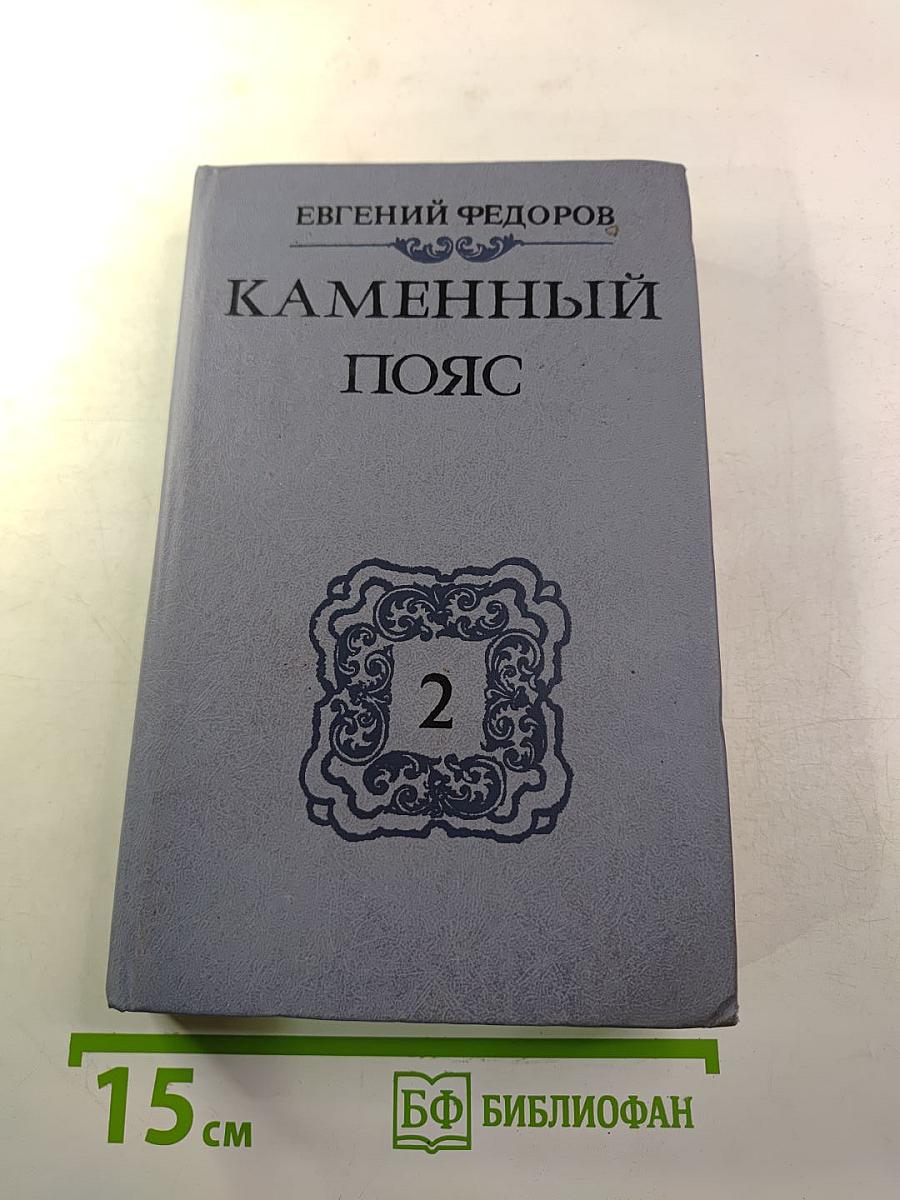 ЕВГЕНИЙ ФЕДОРОВ
КАМЕННЫЙ
ПОЯС
2
15 см
БФ БИБЛИОФАН